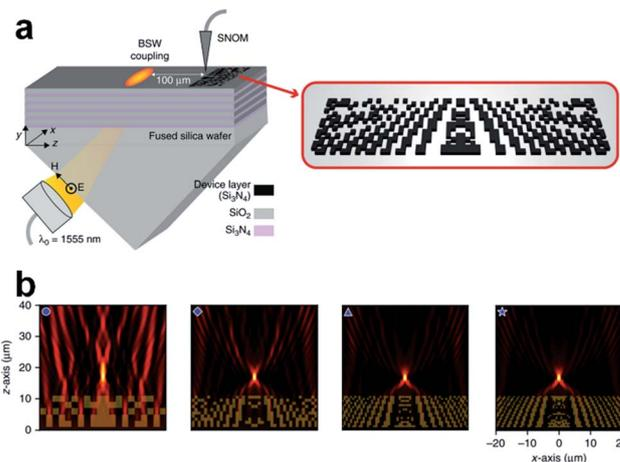 a
SNOM
BSW
coupling
100 μm
y
x
z
Fused silica wafer
H
E
Device layer
(Si3N4)
SiO2
Si3N4
λ0 = 1555 nm
b
40
30
20
10
0
z-axis (μm)
−20 −10 0 10 2
x-axis (μm)